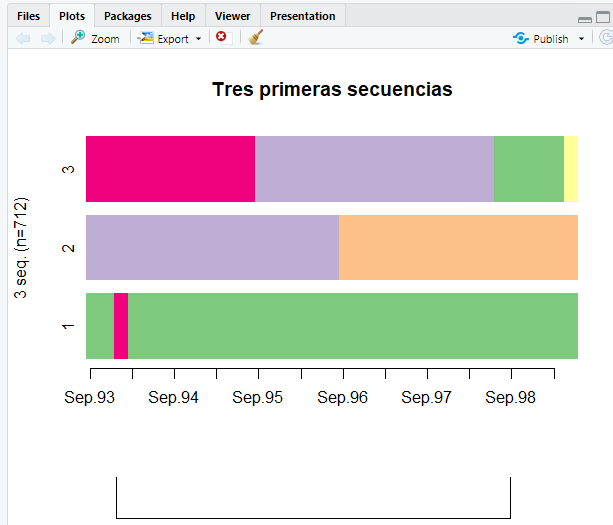 Files Plots Packages Help Viewer Presentation
Zoom Export Publish
Tres primeras secuencias
3 seq. (n=712)
3
2
1
Sep.93 Sep.94 Sep.95 Sep.96 Sep.97 Sep.98